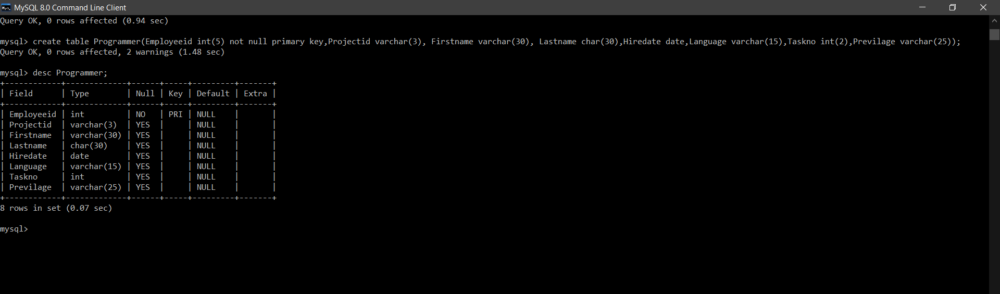 MySQL 8.0 Command Line Client
Query OK, 0 rows affected (0.94 sec)
mysql> create table Programmer(Employeeid int(5) not null primary key,Projectid varchar(3), Firstname varchar(30), Lastname char(30),Hiredate date,Language varchar(15),Taskno int(2),Previlage varchar(25));
Query OK, 0 rows affected, 2 warnings (1.48 sec)
mysql> desc Programmer;
+------------+-------------+------+-----+---------+-------+
| Field      | Type        | Null | Key | Default | Extra |
+------------+-------------+------+-----+---------+-------+
| Employeeid | int         | NO   | PRI | NULL    |       |
| Projectid  | varchar(3)  | YES  |     | NULL    |       |
| Firstname  | varchar(30) | YES  |     | NULL    |       |
| Lastname   | char(30)    | YES  |     | NULL    |       |
| Hiredate   | date        | YES  |     | NULL    |       |
| Language   | varchar(15) | YES  |     | NULL    |       |
| Taskno     | int         | YES  |     | NULL    |       |
| Previlage  | varchar(25) | YES  |     | NULL    |       |
+------------+-------------+------+-----+---------+-------+
8 rows in set (0.07 sec)
mysql>